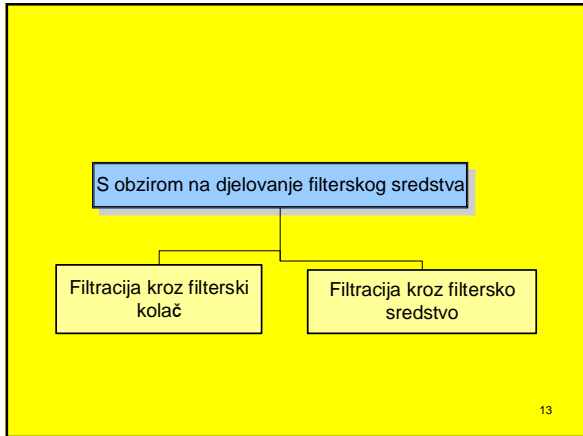 S obzirom na djelovanje filterskog sredstva
Filtracija kroz filterski
kolač
Filtracija kroz filtersko
sredstvo
13